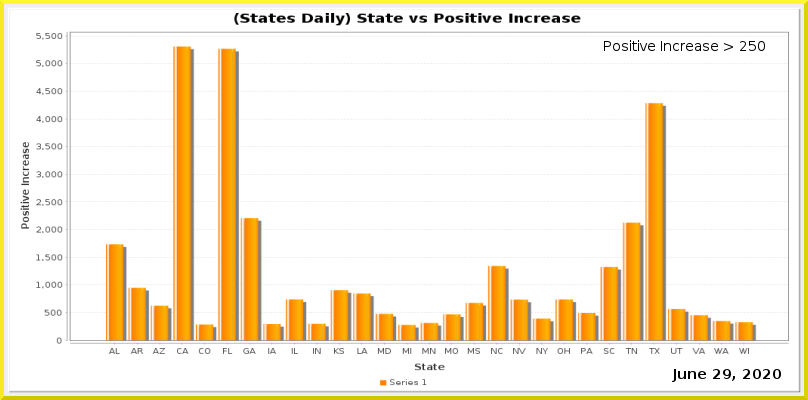 (States Daily) State vs Positive Increase
Positive Increase > 250
Positive Increase
5,500
5,000
4,500
4,000
3,500
3,000
2,500
2,000
1,500
1,000
500
0
AL AR AZ CA CO FL GA IA IL IN KS LA MD MI MN MO MS NC NV NY OH PA SC TN TX UT VA WA WI
State
Series 1
June 29, 2020